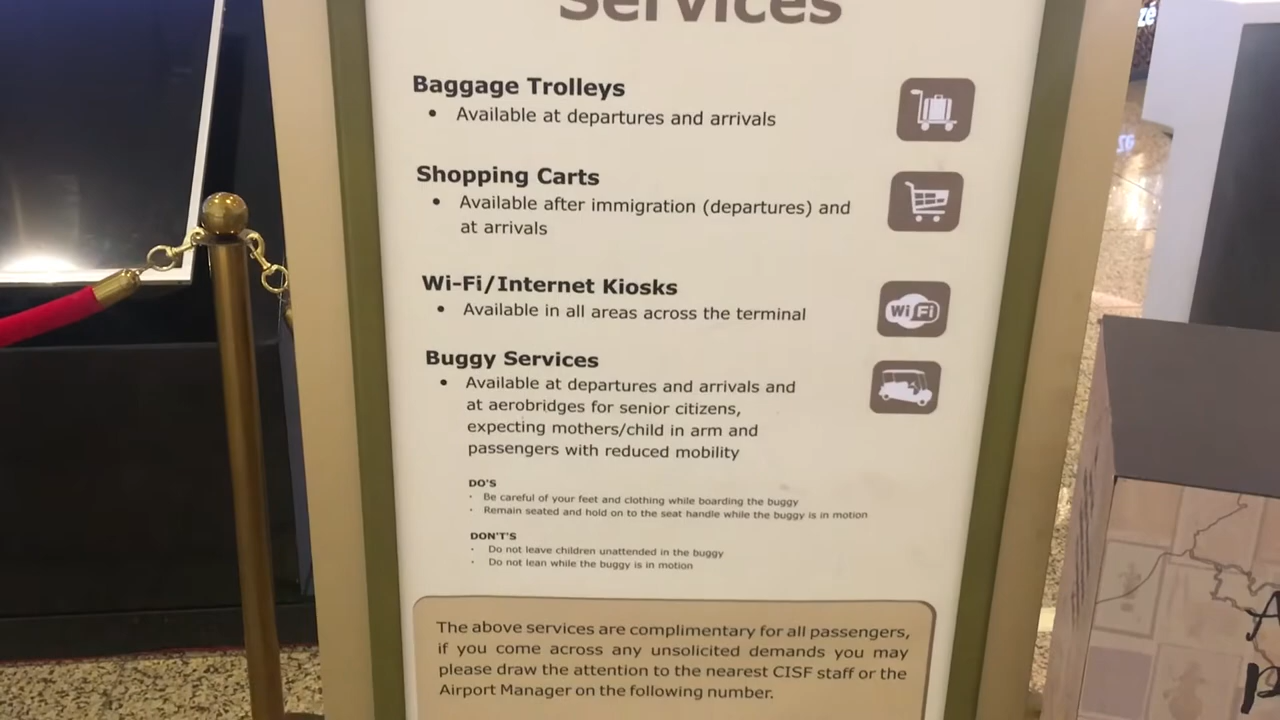 Services
Baggage Trolleys
• Available at departures and arrivals
Shopping Carts
• Available after immigration (departures) and
at arrivals
Wi-Fi/Internet Kiosks
• Available in all areas across the terminal
Wi Fi
Buggy Services
• Available at departures and arrivals and
at aerobridges for senior citizens,
expecting mothers/child in arm and
passengers with reduced mobility
DO'S
· Be careful of your feet and clothing while boarding the buggy
· Remain seated and hold on to the seat handle while the buggy is in motion
DON'T'S
· Do not leave children unattended in the buggy
· Do not lean while the buggy is in motion
The above services are complimentary for all passengers,
if you come across any unsolicited demands you may
please draw the attention to the nearest CISF staff or the
Airport Manager on the following number.